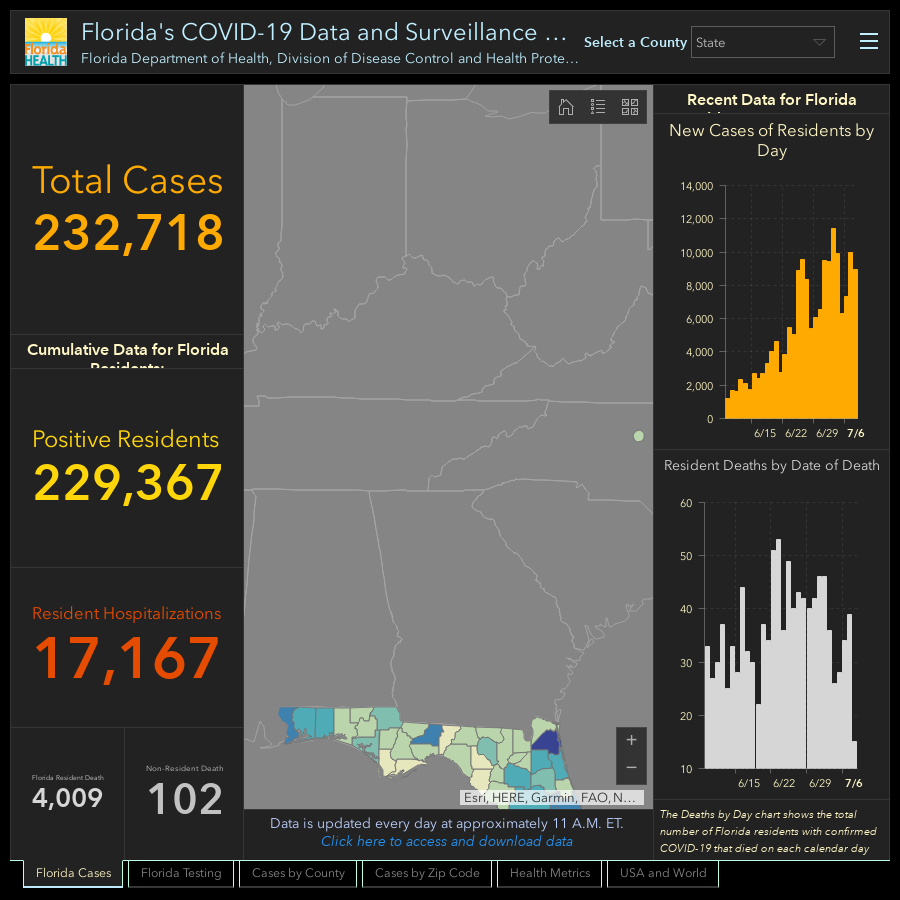 Florida
HEALTH
Florida's COVID-19 Data and Surveillance ...
Florida Department of Health, Division of Disease Control and Health Prote...
Select a County
State
Total Cases
232,718
Cumulative Data for Florida
Residents:
Positive Residents
229,367
Resident Hospitalizations
17,167
Florida Resident Death
4,009
Non-Resident Death
102
+
−
Esri, HERE, Garmin, FAO, N...
Data is updated every day at approximately 11 A.M. ET.
Click here to access and download data
Recent Data for Florida
New Cases of Residents by
Day
14,000
12,000
10,000
8,000
6,000
4,000
2,000
0
6/15 6/22 6/29 7/6
Resident Deaths by Date of Death
60
50
40
30
20
10
6/15 6/22 6/29 7/6
The Deaths by Day chart shows the total
number of Florida residents with confirmed
COVID-19 that died on each calendar day
Florida Cases
Florida Testing
Cases by County
Cases by Zip Code
Health Metrics
USA and World